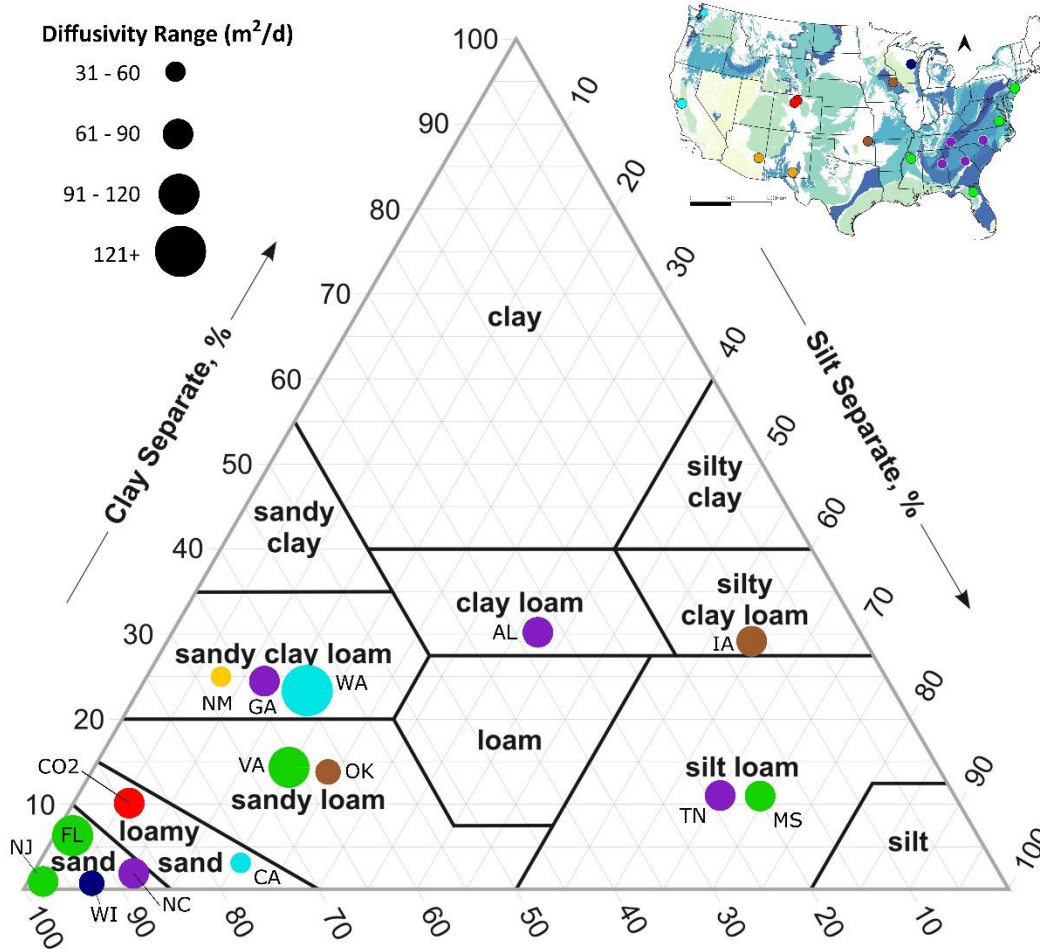 Diffusivity Range (m²/d)
31 - 60
61 - 90
91 - 120
121+
100
90
80
70
60
50
40
30
20
10
10
20
30
40
50
60
70
80
90
100
100
90
80
70
60
50
40
30
20
10
Clay Separate, %
Silt Separate, %
clay
silty
clay
sandy
clay
clay loam
AL
silty
clay loam
IA
sandy clay loam
NM
GA
WA
loam
VA
OK
sandy loam
silt loam
TN
MS
CO2
loamy
sand
CA
FL
NJ
sand
WI
NC
silt